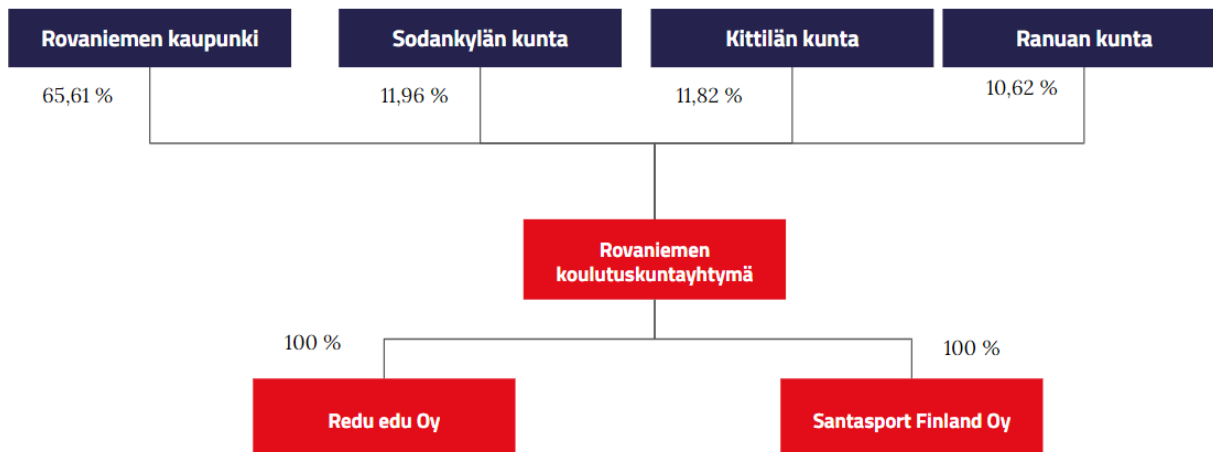 Rovaniemen kaupunki
Sodankylän kunta
Kittilän kunta
Ranuan kunta
65,61 %
11,96 %
11,82 %
10,62 %
Rovaniemen
koulutuskuntayhtymä
100 %
100 %
Redu edu Oy
Santasport Finland Oy